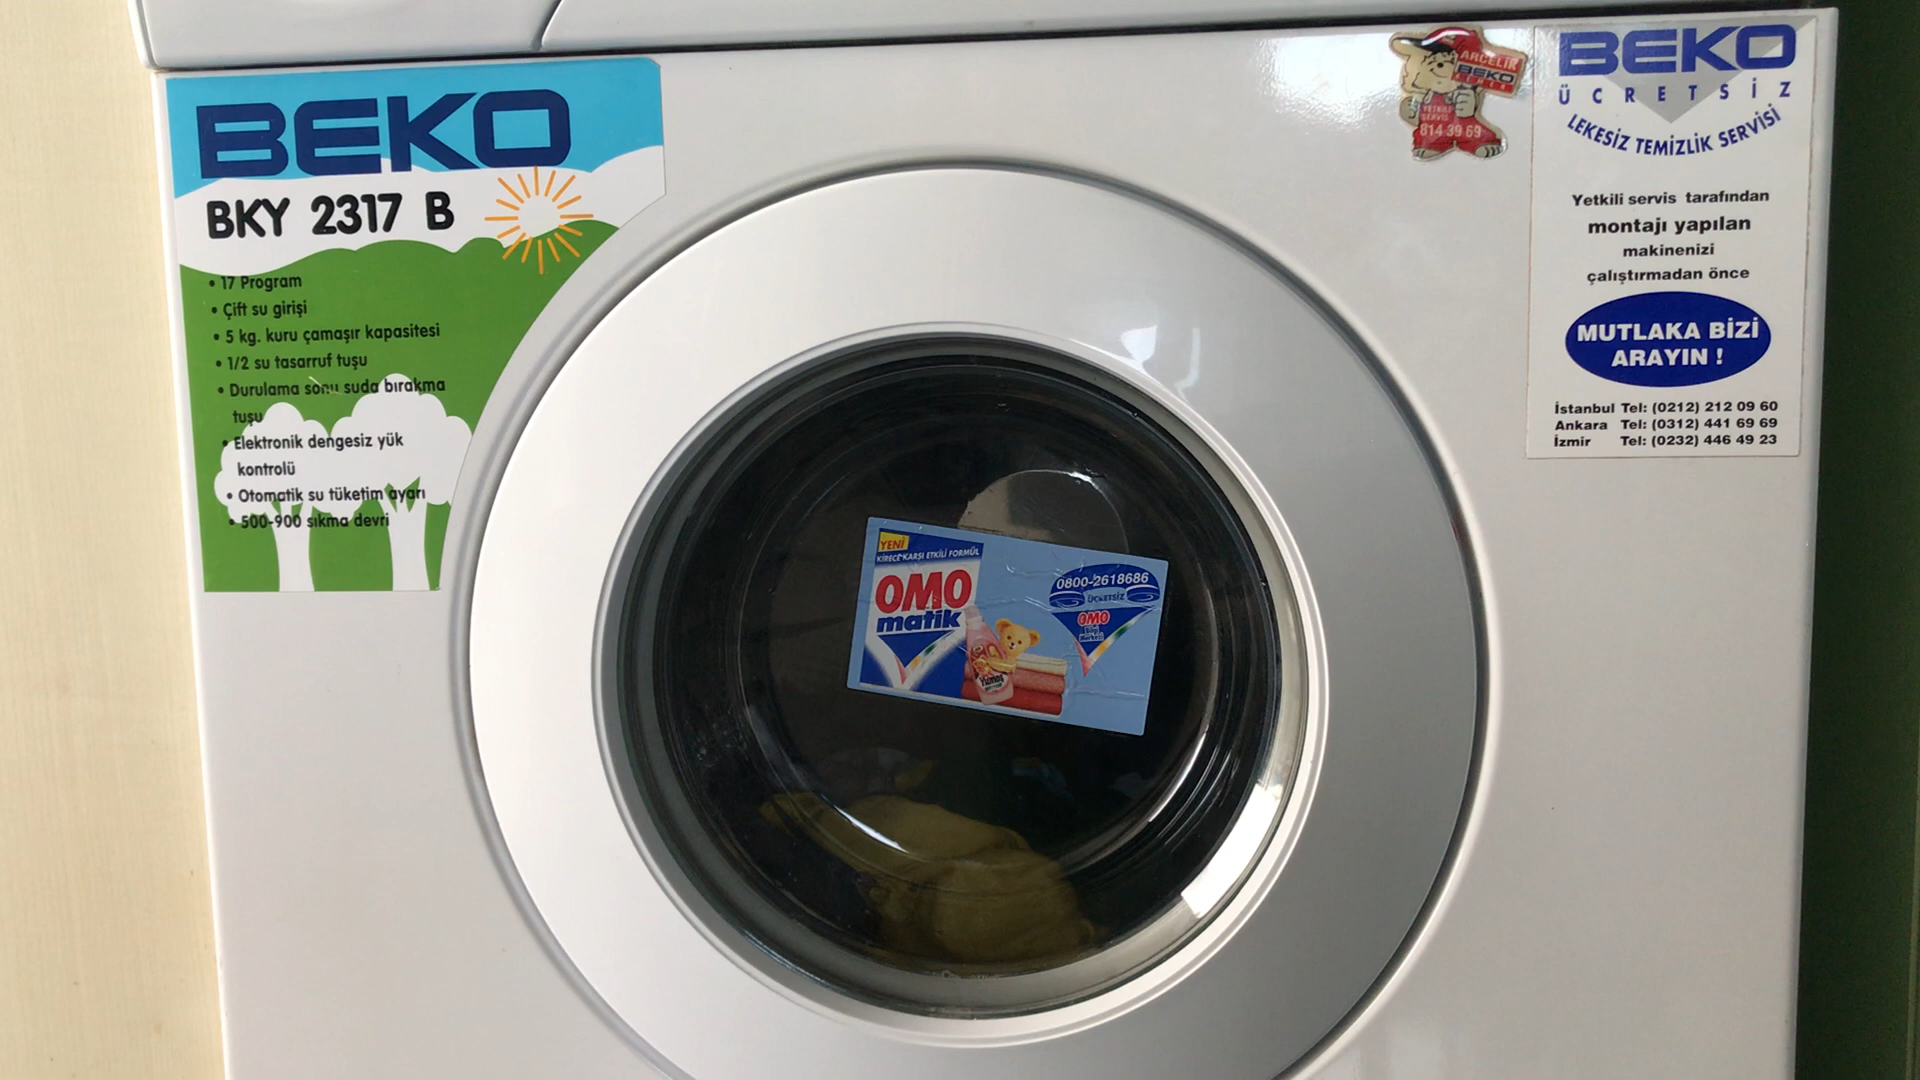 BEKO
BKY 2317 B
• 17 Program
• Çift su girişi
• 5 kg. kuru çamaşır kapasitesi
• 1/2 su tasarruf tuşu
• Durulama sonu suda bırakma
tuşu
• Elektronik dengesiz yük
kontrolü
• Otomatik su tüketim ayarı
• 500-900 sıkma devri
ARÇELİK
BEKO
YETKİLİ
SERVİS
814 39 69
BEKO
ÜCRETSİZ
LEKESİZ TEMİZLİK SERVİSİ
Yetkili servis tarafından
montajı yapılan
makinenizi
çalıştırmadan önce
MUTLAKA BİZİ
ARAYIN !
İstanbul Tel: (0212) 212 09 60
Ankara Tel: (0312) 441 69 69
İzmir Tel: (0232) 446 49 23
YENİ
KİRECE KARŞI ETKİLİ FORMÜL
OMO
matik
Yumoş
0800-2618686
ÜCRETSİZ
OMO